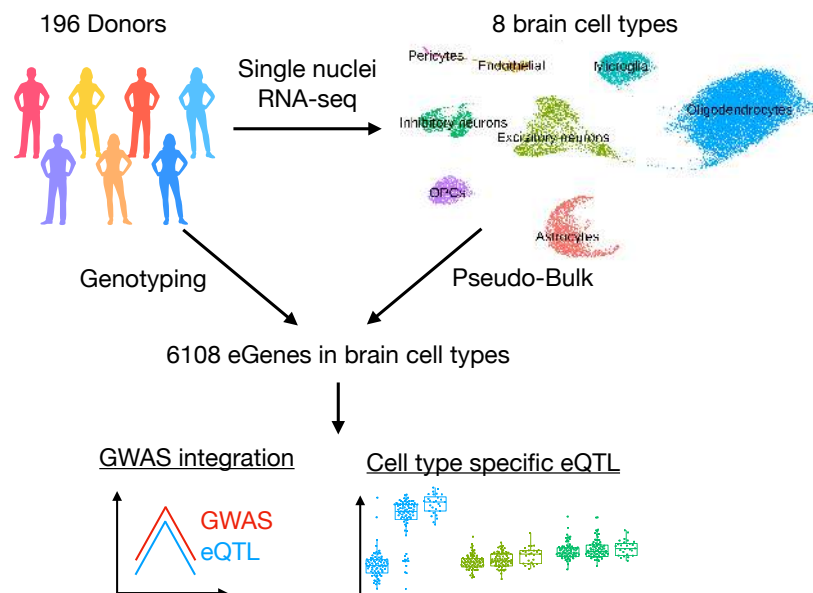 196 Donors
8 brain cell types
Single nuclei
RNA-seq
Pericytes
Endothelial
Microglia
Oligodendrocytes
Inhibitory neurons
Excitatory neurons
OPCs
Astrocytes
Genotyping
Pseudo-Bulk
6108 eGenes in brain cell types
GWAS integration
Cell type specific eQTL
GWAS
eQTL